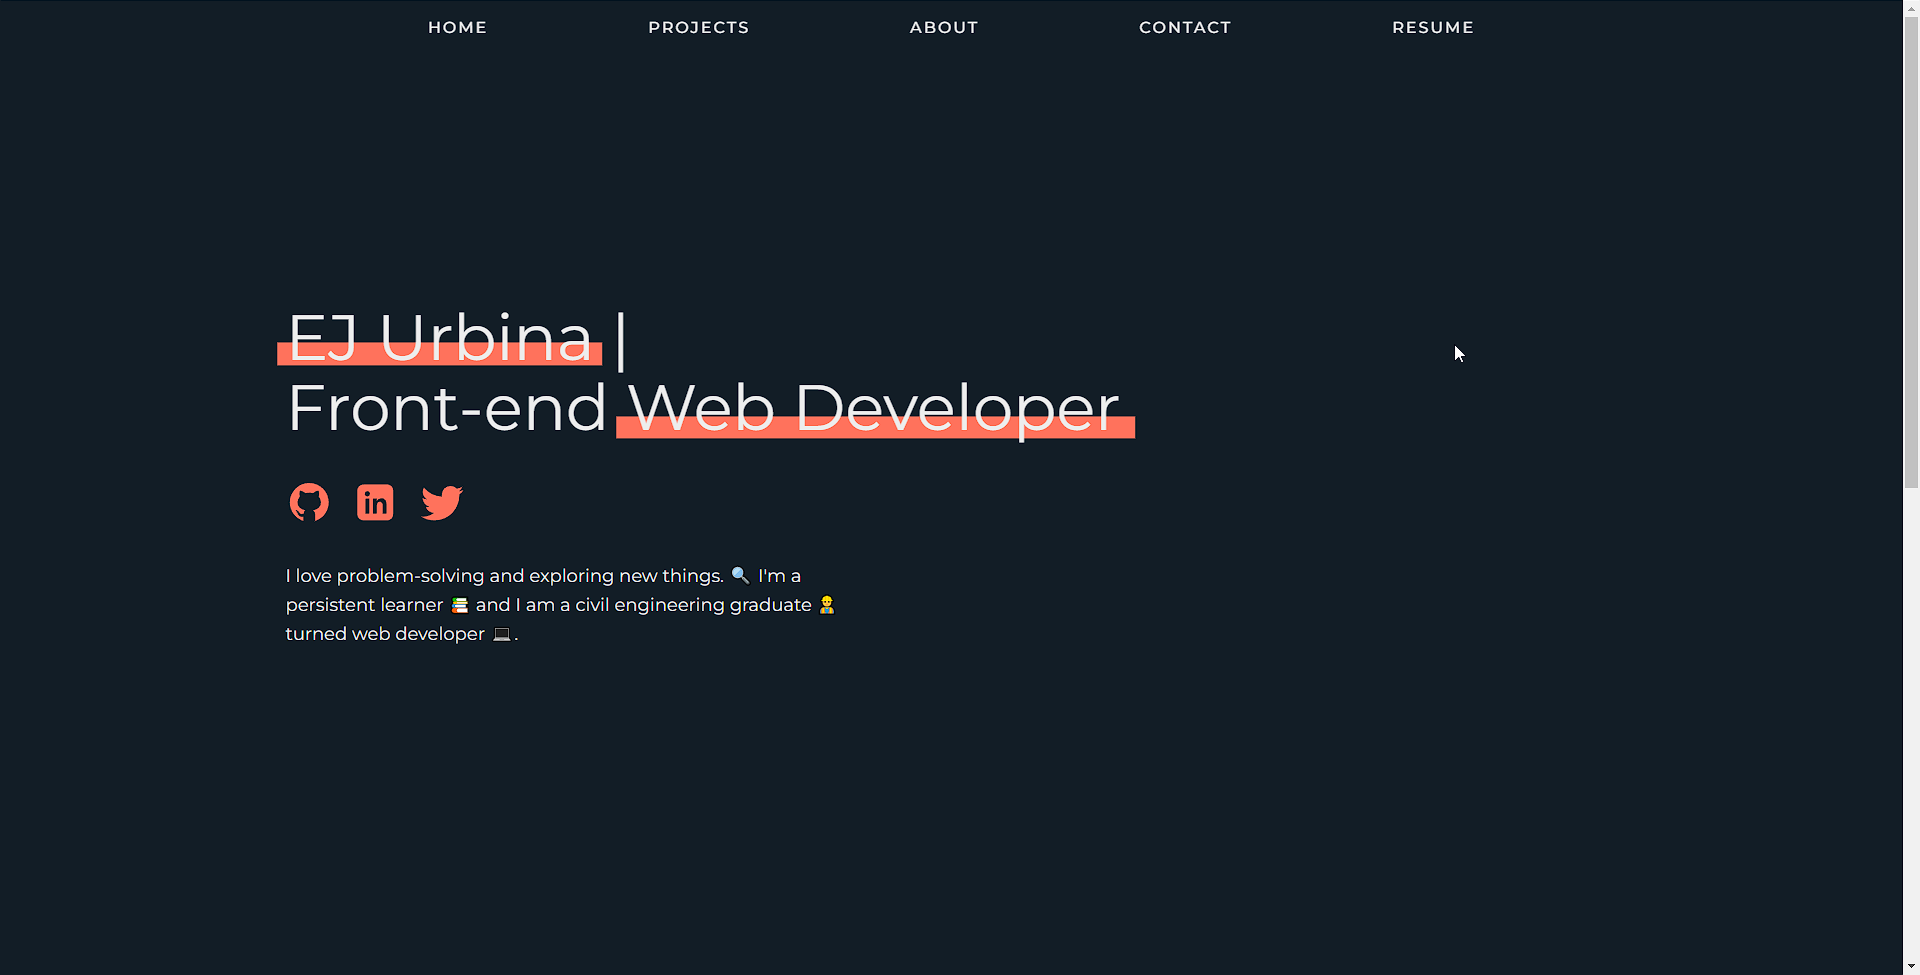 HOME PROJECTS ABOUT CONTACT RESUME
EJ Urbina |
Front-end Web Developer
in
I love problem-solving and exploring new things. 🔍 I'm a
persistent learner 📚 and I am a civil engineering graduate 👷
turned web developer 💻.